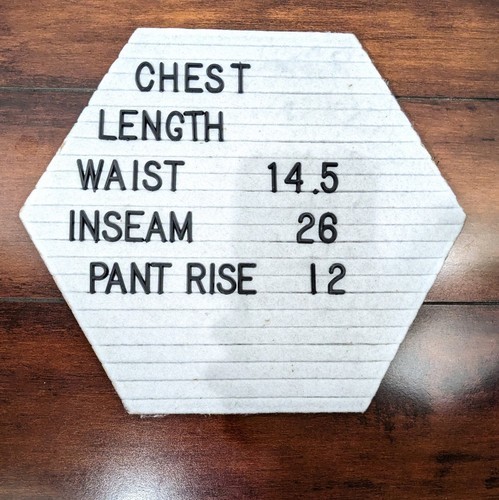 CHEST
LENGTH
WAIST 14.5
INSEAM 26
PANT RISE 12